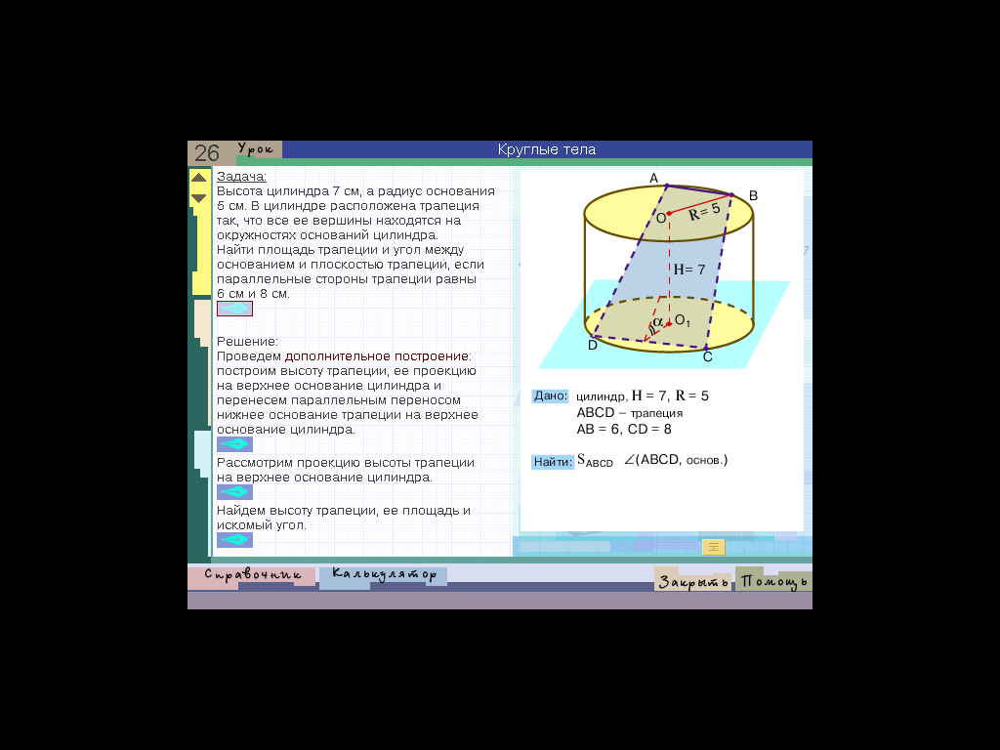 26 Урок
Круглые тела
Задача:
Высота цилиндра 7 см, а радиус основания
5 см. В цилиндре расположена трапеция
так, что все ее вершины находятся на
окружностях оснований цилиндра.
Найти площадь трапеции и угол между
основанием и плоскостью трапеции, если
параллельные стороны трапеции равны
6 см и 8 см.
Решение:
Проведем дополнительное построение:
построим высоту трапеции, ее проекцию
на верхнее основание цилиндра и
перенесем параллельным переносом
нижнее основание трапеции на верхнее
основание цилиндра.
Рассмотрим проекцию высоты трапеции
на верхнее основание цилиндра.
Найдем высоту трапеции, ее площадь и
искомый угол.
A
B
O
R = 5
H = 7
α
O₁
D
C
Дано: цилиндр, H = 7, R = 5
ABCD – трапеция
AB = 6, CD = 8
Найти: S_ABCD ∠(ABCD, основ.)
Справочник
Калькулятор
Закрыть
Помощь